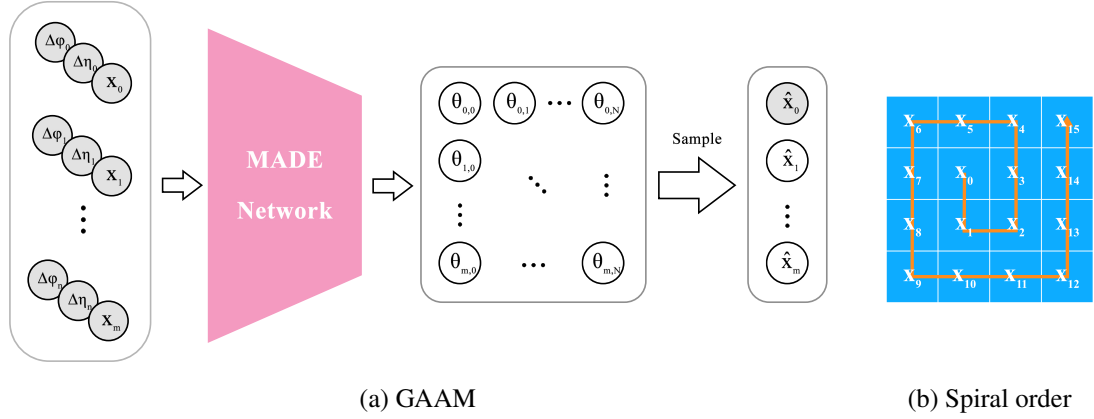 Δφ₀ Δη₀ X₀
Δφ₁ Δη₁ X₁
⋮
Δφₙ Δηₙ Xₘ
MADE
Network
θ₀,₀ θ₀,₁ ··· θ₀,N
θ₁,₀ ⋱ ⋮
⋮
θm,₀ ··· θm,N
Sample
x̂₀
x̂₁
⋮
x̂ₘ
X₆ X₅ X₄ X₁₅
X₇ X₀ X₃ X₁₄
X₈ X₁ X₂ X₁₃
X₉ X₁₀ X₁₁ X₁₂
(a) GAAM
(b) Spiral order